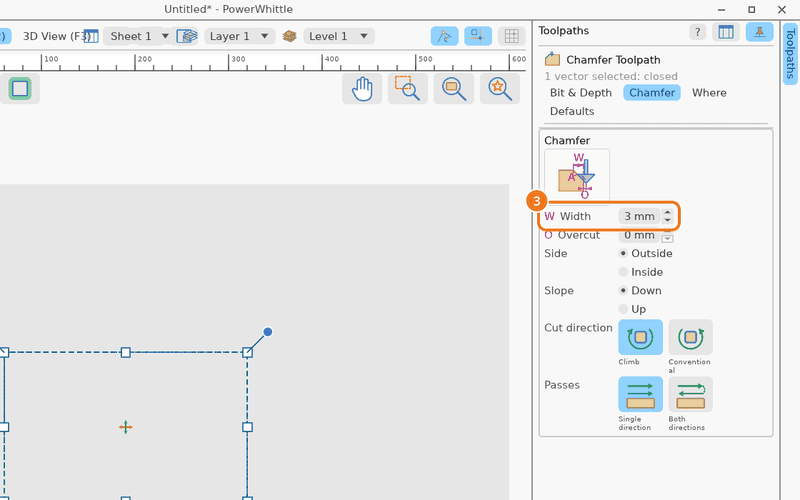 Untitled* - PowerWhittle
3D View (F3)
Sheet 1
Layer 1
Level 1
100
200
300
400
500
600
Toolpaths
?
Toolpaths
Chamfer Toolpath
1 vector selected: closed
Bit & Depth
Chamfer
Where
Defaults
Chamfer
W
A
O
3
W Width
3 mm
O Overcut
0 mm
Side
Outside
Inside
Slope
Down
Up
Cut direction
Climb
Convention
al
Passes
Single
direction
Both
directions